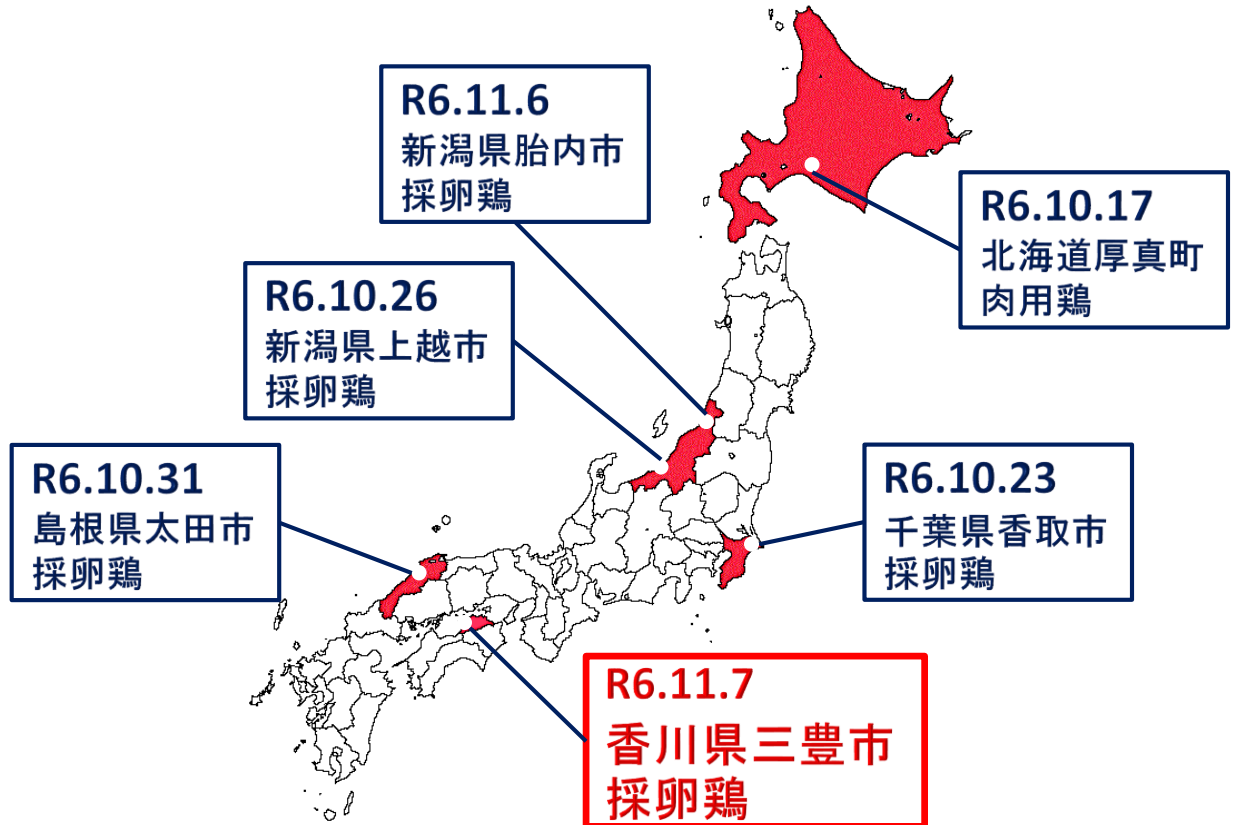 R6.11.6
新潟県胎内市
採卵鶏
R6.10.17
北海道厚真町
肉用鶏
R6.10.26
新潟県上越市
採卵鶏
R6.10.31
島根県太田市
採卵鶏
R6.10.23
千葉県香取市
採卵鶏
R6.11.7
香川県三豊市
採卵鶏